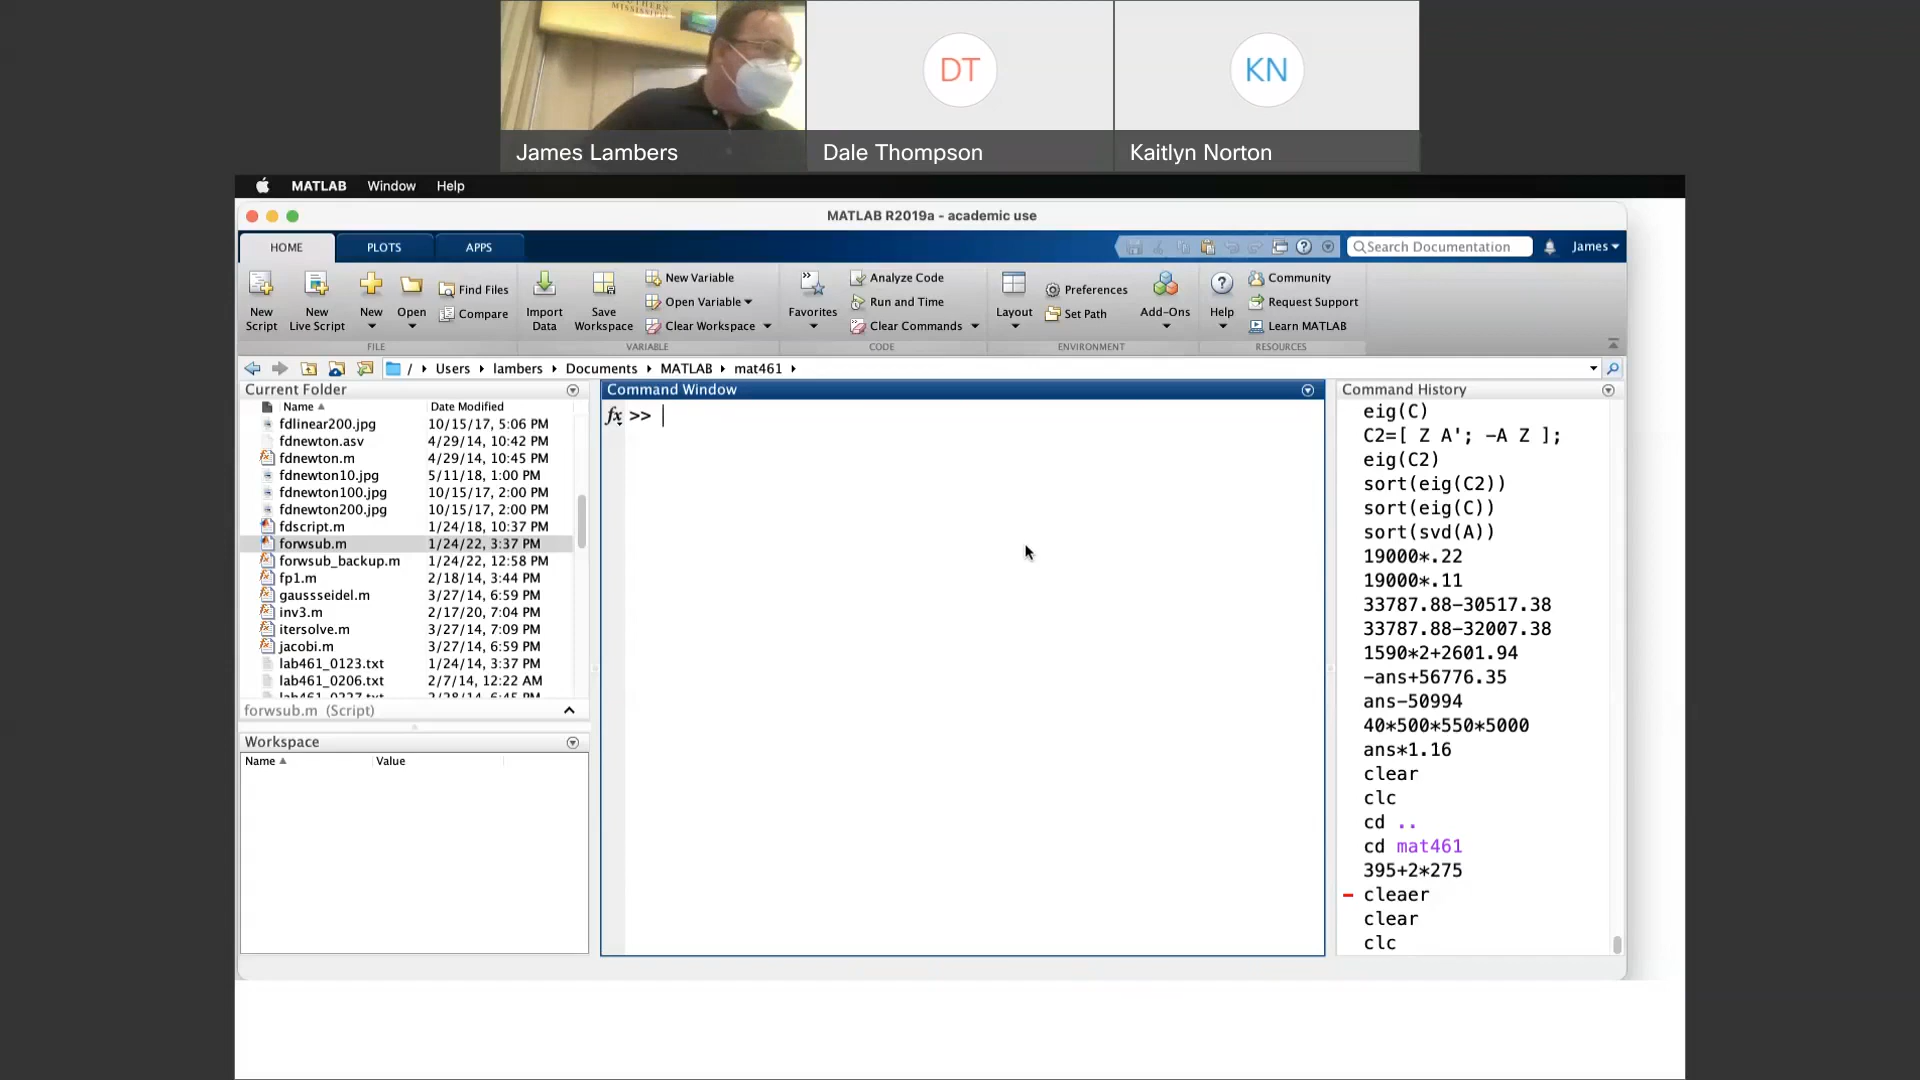 MISSISSIPPI
DT
KN
James Lambers
Dale Thompson
Kaitlyn Norton
MATLAB Window Help
MATLAB R2019a - academic use
HOME PLOTS APPS
Search Documentation
James
New Script
New Live Script
New
Open
Find Files
Compare
FILE
Import Data
Save Workspace
New Variable
Open Variable
Clear Workspace
VARIABLE
Favorites
Analyze Code
Run and Time
Clear Commands
CODE
Layout
Preferences
Set Path
Add-Ons
ENVIRONMENT
Help
Community
Request Support
Learn MATLAB
RESOURCES
/ Users lambers Documents MATLAB mat461
Current Folder
Name Date Modified
fdlinear200.jpg 10/15/17, 5:06 PM
fdnewton.asv 4/29/14, 10:42 PM
fdnewton.m 4/29/14, 10:45 PM
fdnewton10.jpg 5/11/18, 1:00 PM
fdnewton100.jpg 10/15/17, 2:00 PM
fdnewton200.jpg 10/15/17, 2:00 PM
fdscript.m 1/24/18, 10:37 PM
forwsub.m 1/24/22, 3:37 PM
forwsub_backup.m 1/24/22, 12:58 PM
fp1.m 2/18/14, 3:44 PM
gaussseidel.m 3/27/14, 6:59 PM
inv3.m 2/17/20, 7:04 PM
itersolve.m 3/27/14, 7:09 PM
jacobi.m 3/27/14, 6:59 PM
lab461_0123.txt 1/24/14, 3:37 PM
lab461_0206.txt 2/7/14, 12:22 AM
lab461_0227.txt 2/28/14, 6:45 PM
forwsub.m (Script)
Workspace
Name Value
Command Window
fx >>
Command History
eig(C)
C2=[ Z A'; -A Z ];
eig(C2)
sort(eig(C2))
sort(eig(C))
sort(svd(A))
19000*.22
19000*.11
33787.88-30517.38
33787.88-32007.38
1590*2+2601.94
-ans+56776.35
ans-50994
40*500*550*5000
ans*1.16
clear
clc
cd ..
cd mat461
395+2*275
cleaer
clear
clc